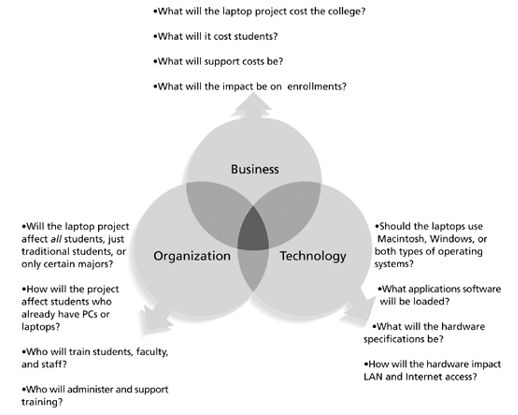 •What will the laptop project cost the college?
•What will it cost students?
•What will support costs be?
•What will the impact be on enrollments?
Business
Organization
Technology
•Will the laptop project
affect all students, just
traditional students, or
only certain majors?
•How will the project
affect students who
already have PCs or
laptops?
•Who will train students, faculty,
and staff?
•Who will administer and support
training?
•Should the laptops use
Macintosh, Windows, or
both types of operating
systems?
•What applications software
will be loaded?
•What will the hardware
specifications be?
•How will the hardware impact
LAN and Internet access?